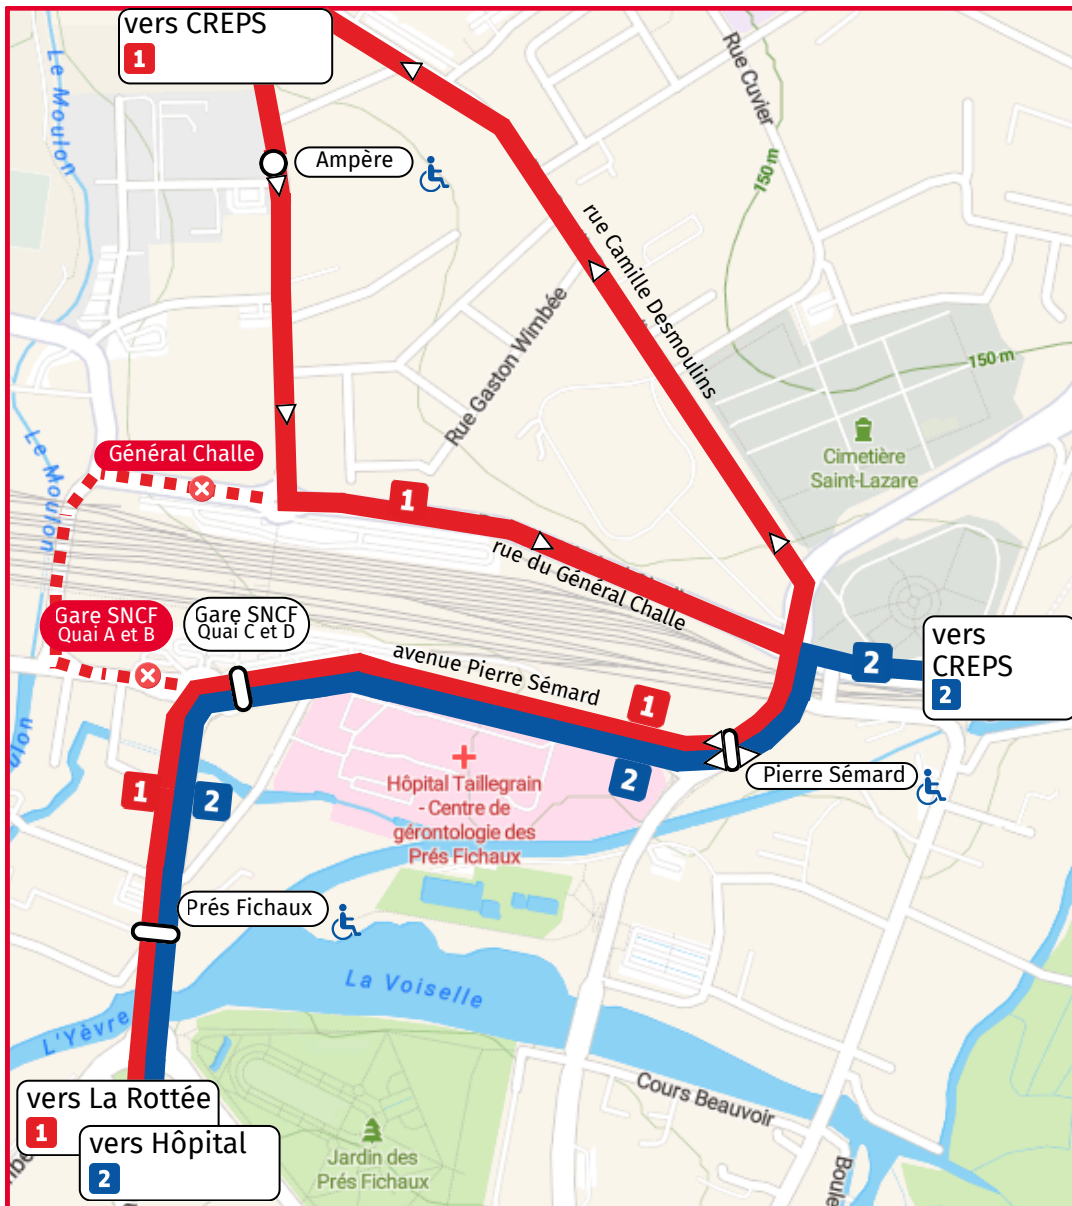 vers CREPS
1
Le Moulon
Rue Cuvier
Ampère
150 m
rue Camille Desmoulins
Rue Gaston Wimbée
150 m
Le Moulon
Général Challe
Cimetière
Saint-Lazare
1
rue du Général Challe
Gare SNCF
Quai A et B
Gare SNCF
Quai C et D
avenue Pierre Sémard
2
vers
CREPS
2
1
2
Pierre Sémard
Hôpital Taillegrain
- Centre de
gérontologie des
Prés Fichaux
1
2
Prés Fichaux
La Voiselle
L'Yèvre
Cours Beauvoir
vers La Rottée
1
vers Hôpital
2
Jardin des
Prés Fichaux